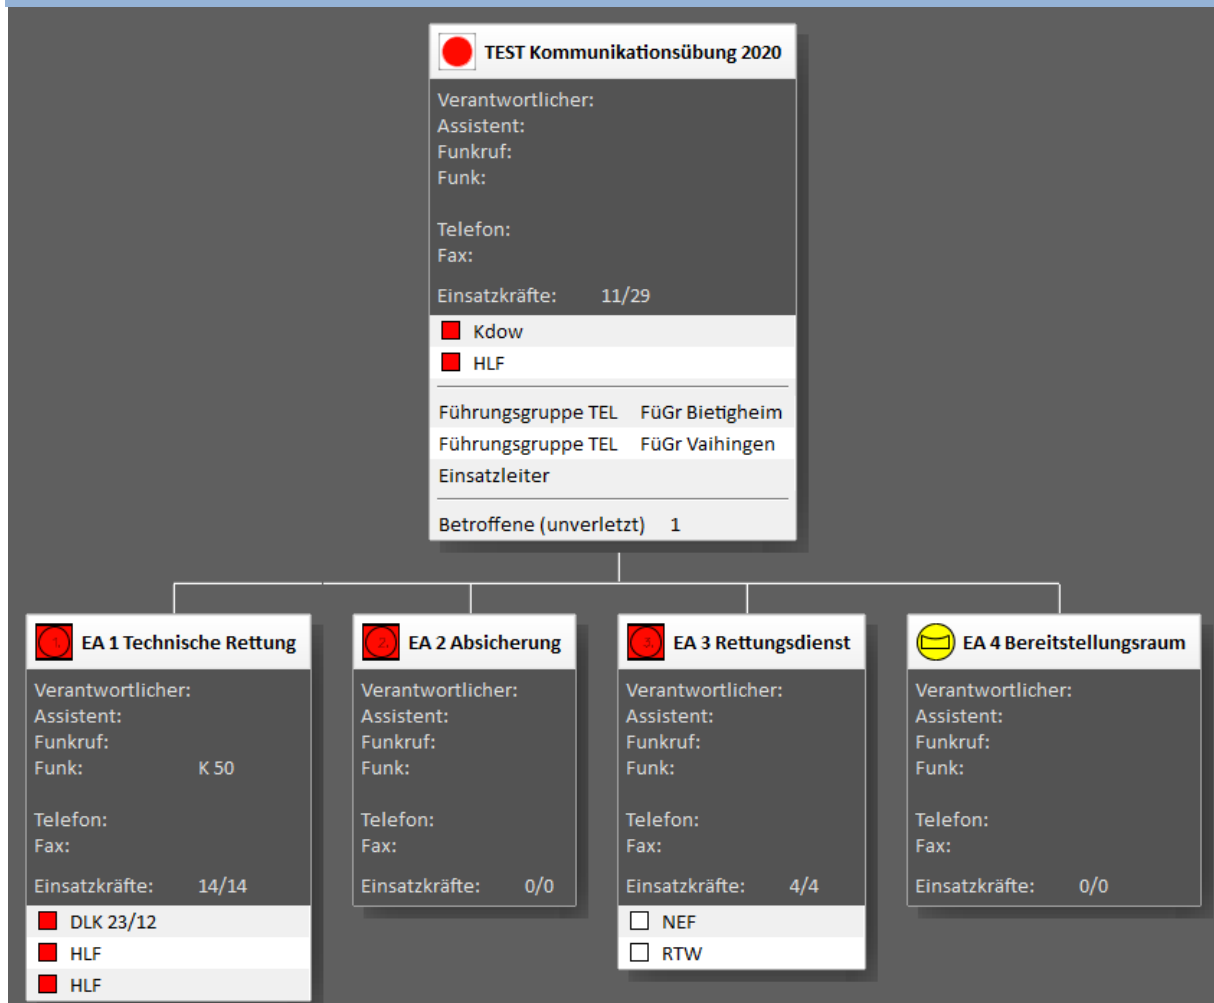 TEST Kommunikationsübung 2020
Verantwortlicher:
Assistent:
Funkruf:
Funk:
Telefon:
Fax:
Einsatzkräfte: 11/29
Kdow
HLF
Führungsgruppe TEL FüGr Bietigheim
Führungsgruppe TEL FüGr Vaihingen
Einsatzleiter
Betroffene (unverletzt) 1
1. EA 1 Technische Rettung
Verantwortlicher:
Assistent:
Funkruf:
Funk: K 50
Telefon:
Fax:
Einsatzkräfte: 14/14
DLK 23/12
HLF
HLF
2. EA 2 Absicherung
Verantwortlicher:
Assistent:
Funkruf:
Funk:
Telefon:
Fax:
Einsatzkräfte: 0/0
3. EA 3 Rettungsdienst
Verantwortlicher:
Assistent:
Funkruf:
Funk:
Telefon:
Fax:
Einsatzkräfte: 4/4
NEF
RTW
EA 4 Bereitstellungsraum
Verantwortlicher:
Assistent:
Funkruf:
Funk:
Telefon:
Fax:
Einsatzkräfte: 0/0